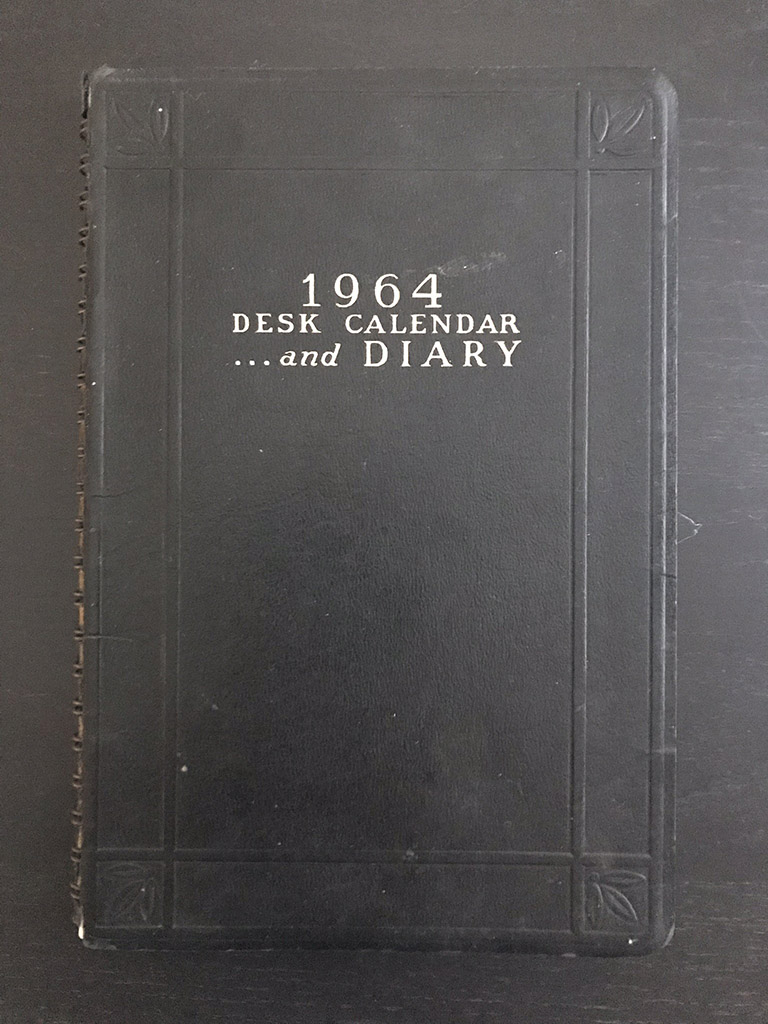 1964
DESK CALENDAR
...and DIARY